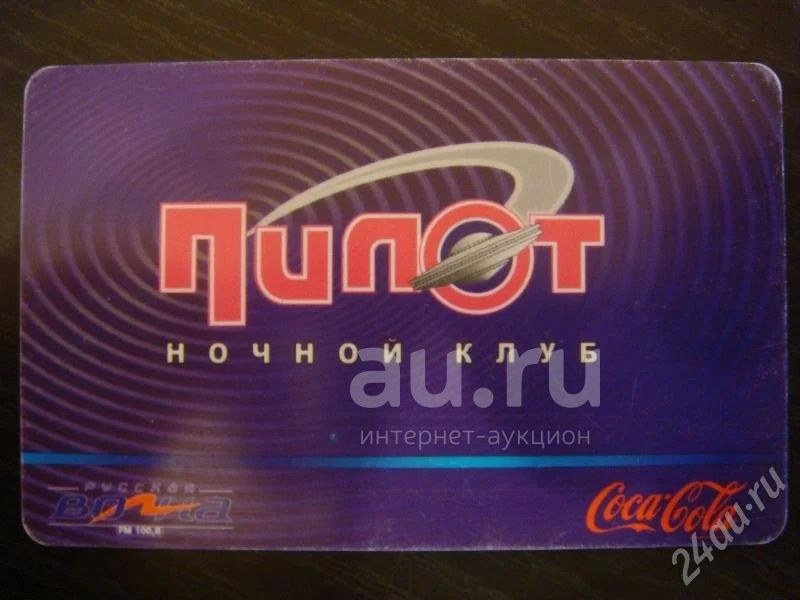 Пилот
НОЧНОЙ КЛУБ
au.ru
интернет-аукцион
РУССКАЯ
ВОЛНА
FM 100,8
Coca-Cola
24au.ru